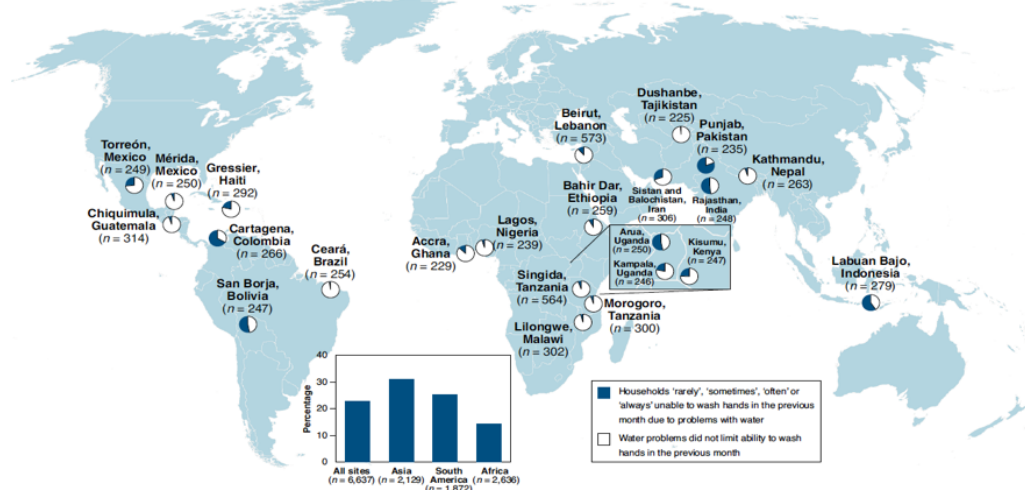 Dushanbe,
Tajikistan
(n = 225)
Beirut,
Lebanon
(n = 573)
Punjab,
Pakistan
(n = 235)
Torreón,
Mexico
(n = 249)
Mérida,
Mexico
(n = 250)
Gressier,
Haiti
(n = 292)
Kathmandu,
Nepal
(n = 263)
Bahir Dar,
Ethiopia
(n = 259)
Sistan and
Balochistan,
Iran
(n = 306)
Rajasthan,
India
(n = 248)
Chiquimula,
Guatemala
(n = 314)
Cartagena,
Colombia
(n = 266)
Lagos,
Nigeria
(n = 239)
Accra,
Ghana
(n = 229)
Arua,
Uganda
(n = 250)
Kisumu,
Kenya
(n = 247)
Kampala,
Uganda
(n = 246)
Ceará,
Brazil
(n = 254)
Labuan Bajo,
Indonesia
(n = 279)
San Borja,
Bolivia
(n = 247)
Singida,
Tanzania
(n = 564)
Morogoro,
Tanzania
(n = 300)
Lilongwe,
Malawi
(n = 302)
Percentage
40
30
20
10
0
All sites
(n = 6,637)
Asia
(n = 2,129)
South
America
(n = 1,872)
Africa
(n = 2,636)
Households ‘rarely’, ‘sometimes’, ‘often’ or
‘always’ unable to wash hands in the previous
month due to problems with water
Water problems did not limit ability to wash
hands in the previous month